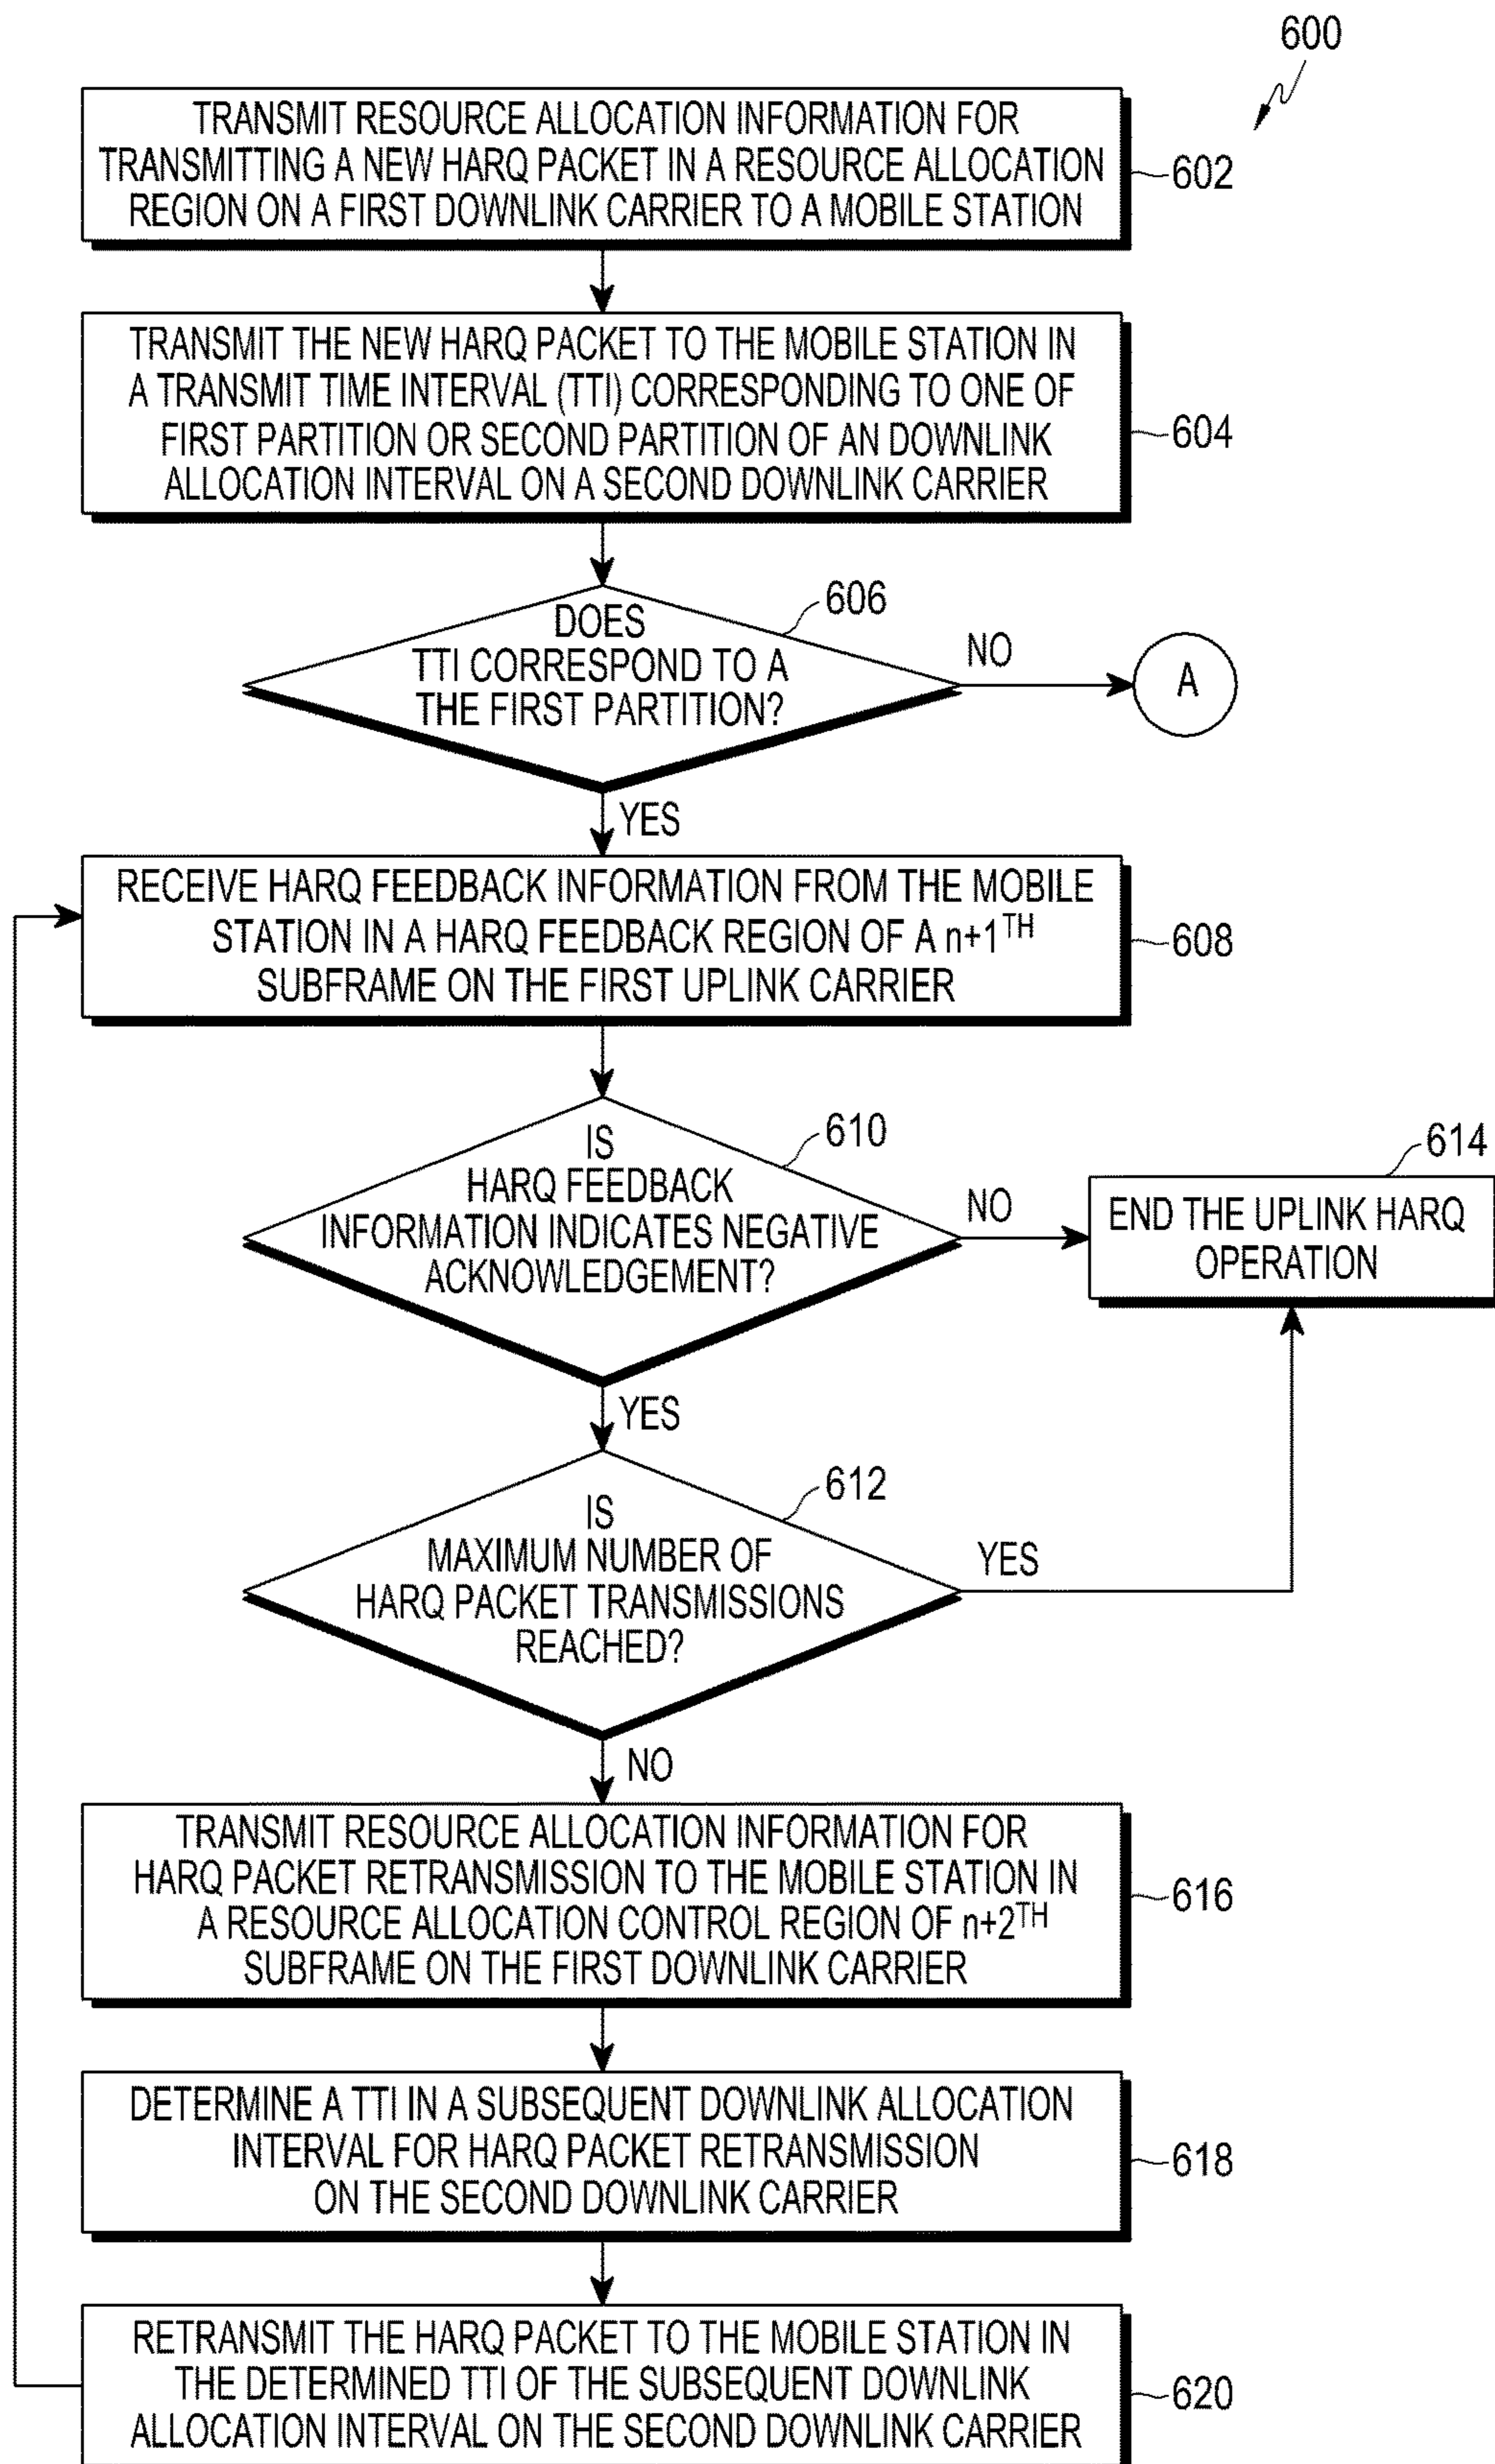 600
TRANSMIT RESOURCE ALLOCATION INFORMATION FOR
TRANSMITTING A NEW HARQ PACKET IN A RESOURCE ALLOCATION
REGION ON A FIRST DOWNLINK CARRIER TO A MOBILE STATION
602
TRANSMIT THE NEW HARQ PACKET TO THE MOBILE STATION IN
A TRANSMIT TIME INTERVAL (TTI) CORRESPONDING TO ONE OF
FIRST PARTITION OR SECOND PARTITION OF AN DOWNLINK
ALLOCATION INTERVAL ON A SECOND DOWNLINK CARRIER
604
606
DOES
TTI CORRESPOND TO A
THE FIRST PARTITION?
NO
A
YES
RECEIVE HARQ FEEDBACK INFORMATION FROM THE MOBILE
STATION IN A HARQ FEEDBACK REGION OF A n+1TH
SUBFRAME ON THE FIRST UPLINK CARRIER
608
610
IS
HARQ FEEDBACK
INFORMATION INDICATES NEGATIVE
ACKNOWLEDGEMENT?
NO
614
END THE UPLINK HARQ
OPERATION
YES
612
IS
MAXIMUM NUMBER OF
HARQ PACKET TRANSMISSIONS
REACHED?
YES
NO
TRANSMIT RESOURCE ALLOCATION INFORMATION FOR
HARQ PACKET RETRANSMISSION TO THE MOBILE STATION IN
A RESOURCE ALLOCATION CONTROL REGION OF n+2TH
SUBFRAME ON THE FIRST DOWNLINK CARRIER
616
DETERMINE A TTI IN A SUBSEQUENT DOWNLINK ALLOCATION
INTERVAL FOR HARQ PACKET RETRANSMISSION
ON THE SECOND DOWNLINK CARRIER
618
RETRANSMIT THE HARQ PACKET TO THE MOBILE STATION IN
THE DETERMINED TTI OF THE SUBSEQUENT DOWNLINK
ALLOCATION INTERVAL ON THE SECOND DOWNLINK CARRIER
620